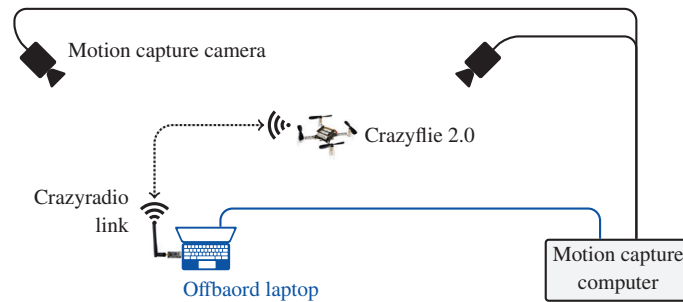 Motion capture camera
Crazyflie 2.0
Crazyradio
link
Offbaord laptop
Motion capture
computer